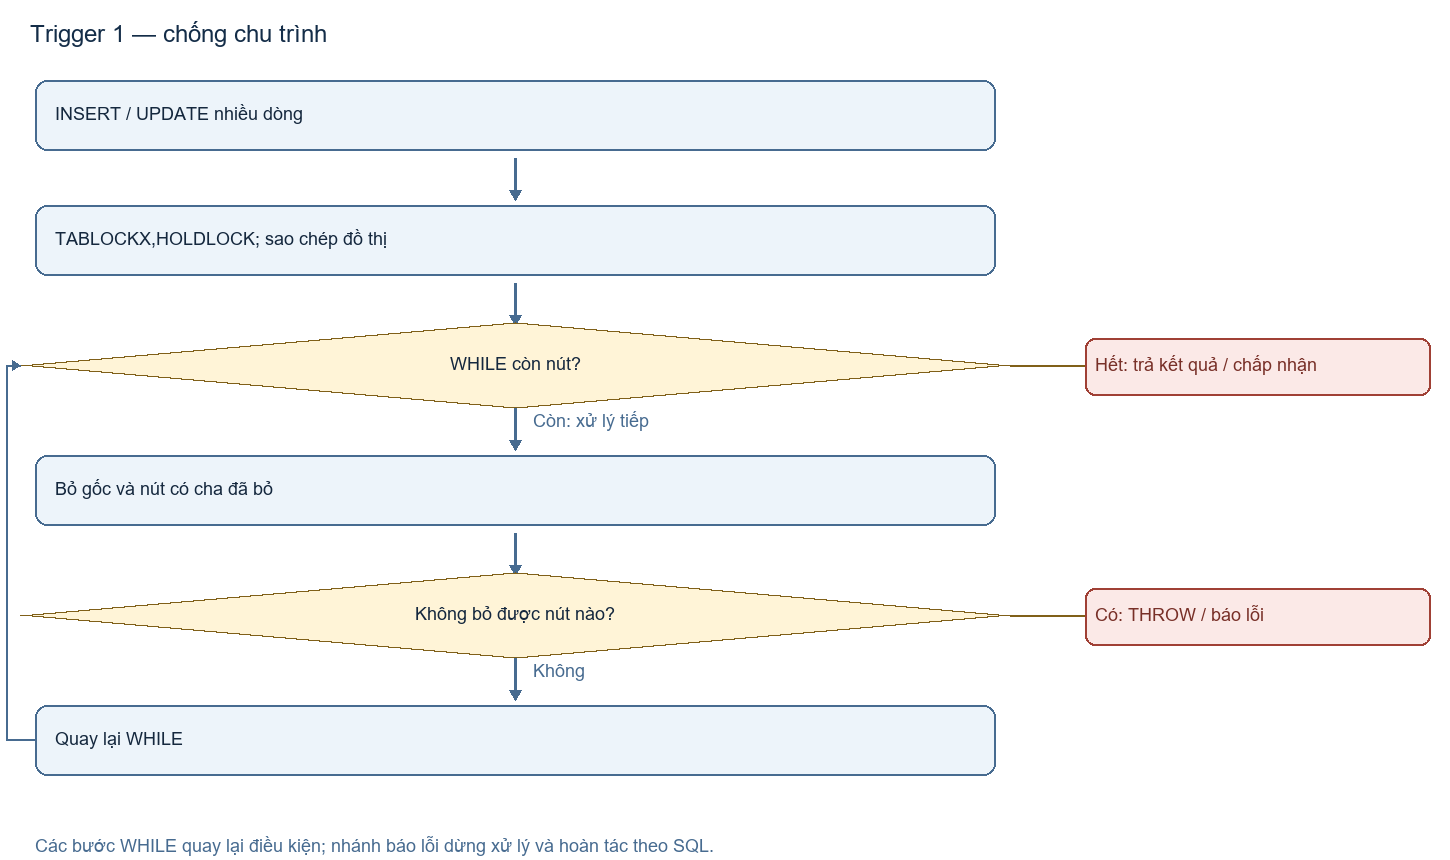 Trigger 1 — chống chu trình
INSERT / UPDATE nhiều dòng
TABLOCKX,HOLDLOCK; sao chép đồ thị
WHILE còn nút?
Hết: trả kết quả / chấp nhận
Còn: xử lý tiếp
Bỏ gốc và nút có cha đã bỏ
Không bỏ được nút nào?
Có: THROW / báo lỗi
Không
Quay lại WHILE
Các bước WHILE quay lại điều kiện; nhánh báo lỗi dừng xử lý và hoàn tác theo SQL.